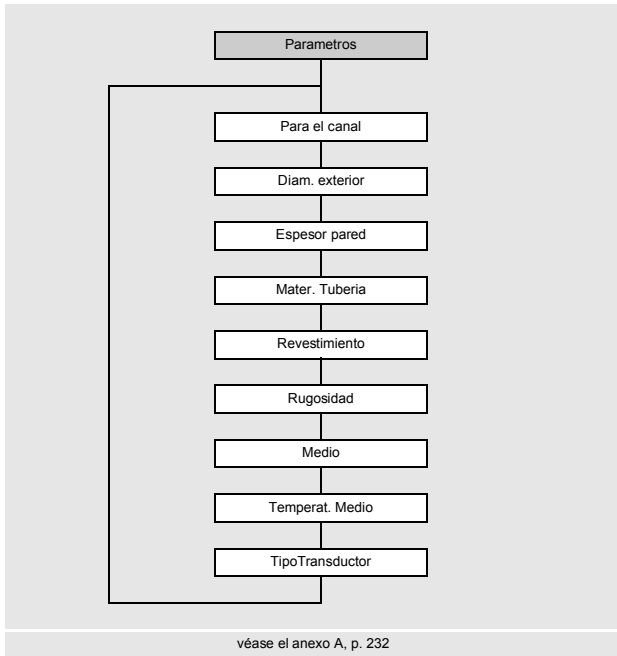 Parametros
Para el canal
Diam. exterior
Espesor pared
Mater. Tuberia
Revestimiento
Rugosidad
Medio
Temperat. Medio
TipoTransductor
véase el anexo A, p. 232